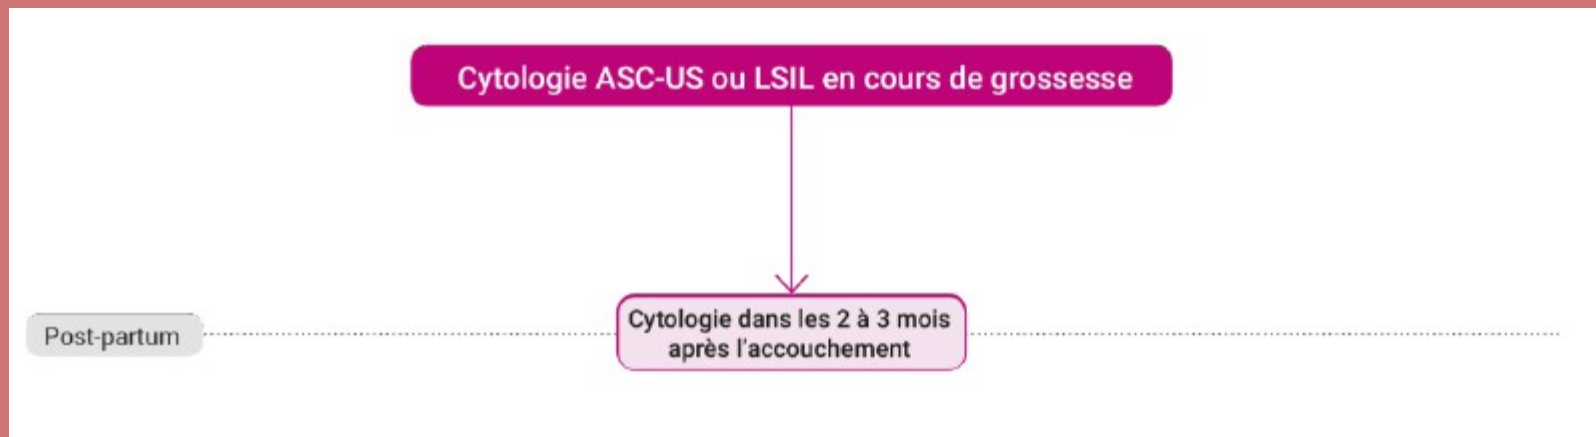 Cytologie ASC-US ou LSIL en cours de grossesse
Post-partum
Cytologie dans les 2 à 3 mois
après l'accouchement